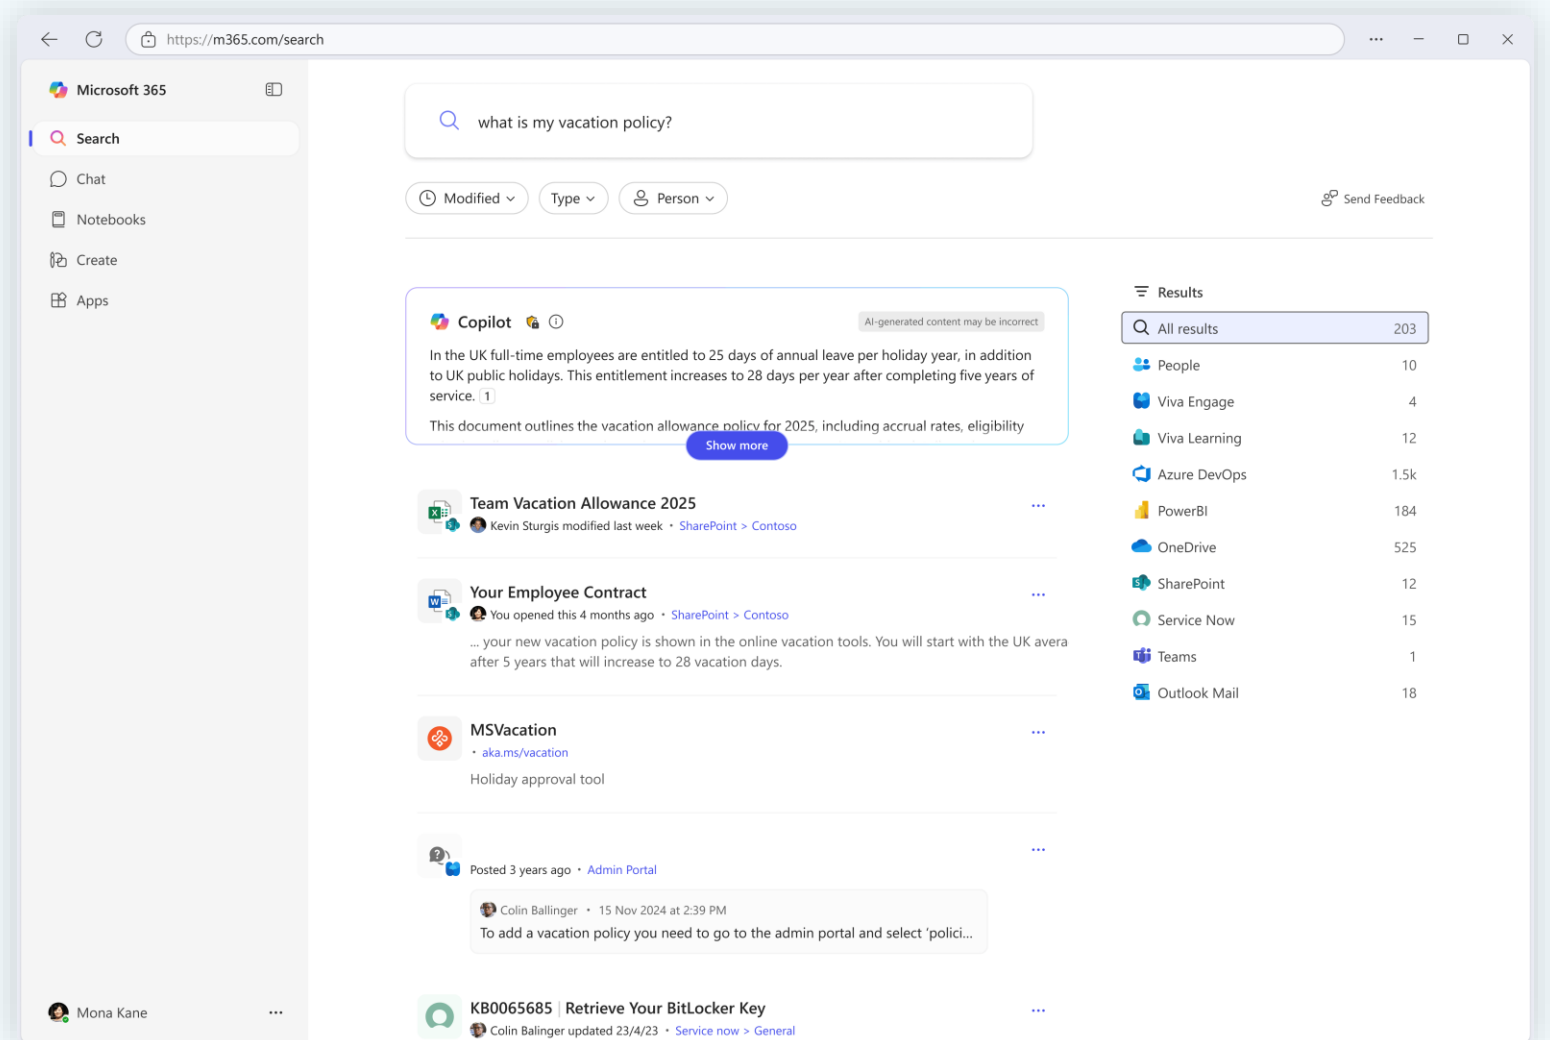 https://m365.com/search
Microsoft 365
Search
Chat
Notebooks
Create
Apps
Mona Kane
what is my vacation policy?
Modified
Type
Person
Send Feedback
Copilot
AI-generated content may be incorrect
In the UK full-time employees are entitled to 25 days of annual leave per holiday year, in addition
to UK public holidays. This entitlement increases to 28 days per year after completing five years of
service. 1
This document outlines the vacation allowance policy for 2025, including accrual rates, eligibility
Show more
Team Vacation Allowance 2025
Kevin Sturgis modified last week • SharePoint > Contoso
Your Employee Contract
You opened this 4 months ago • SharePoint > Contoso
... your new vacation policy is shown in the online vacation tools. You will start with the UK avera
after 5 years that will increase to 28 vacation days.
MSVacation
• aka.ms/vacation
Holiday approval tool
Posted 3 years ago • Admin Portal
Colin Ballinger • 15 Nov 2024 at 2:39 PM
To add a vacation policy you need to go to the admin portal and select 'polici...
KB0065685 | Retrieve Your BitLocker Key
Colin Balinger updated 23/4/23 • Service now > General
Results
All results 203
People 10
Viva Engage 4
Viva Learning 12
Azure DevOps 1.5k
PowerBI 184
OneDrive 525
SharePoint 12
Service Now 15
Teams 1
Outlook Mail 18